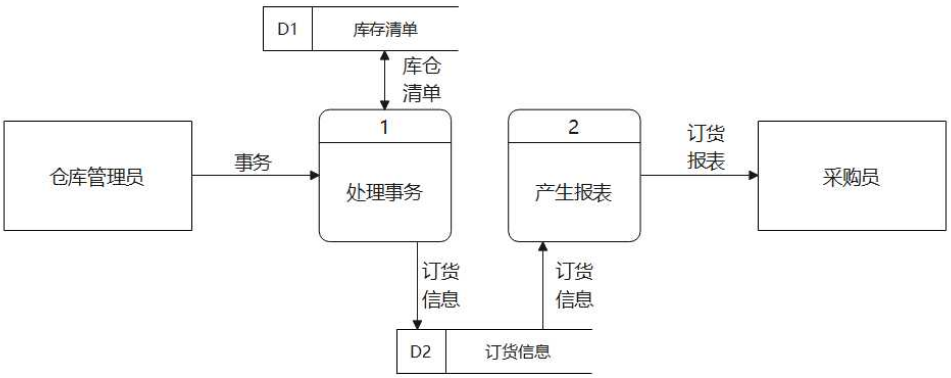 D1 库存清单
库仓
清单
1
2
仓库管理员
事务
处理事务
产生报表
订货
报表
采购员
订货
信息
订货
信息
D2 订货信息